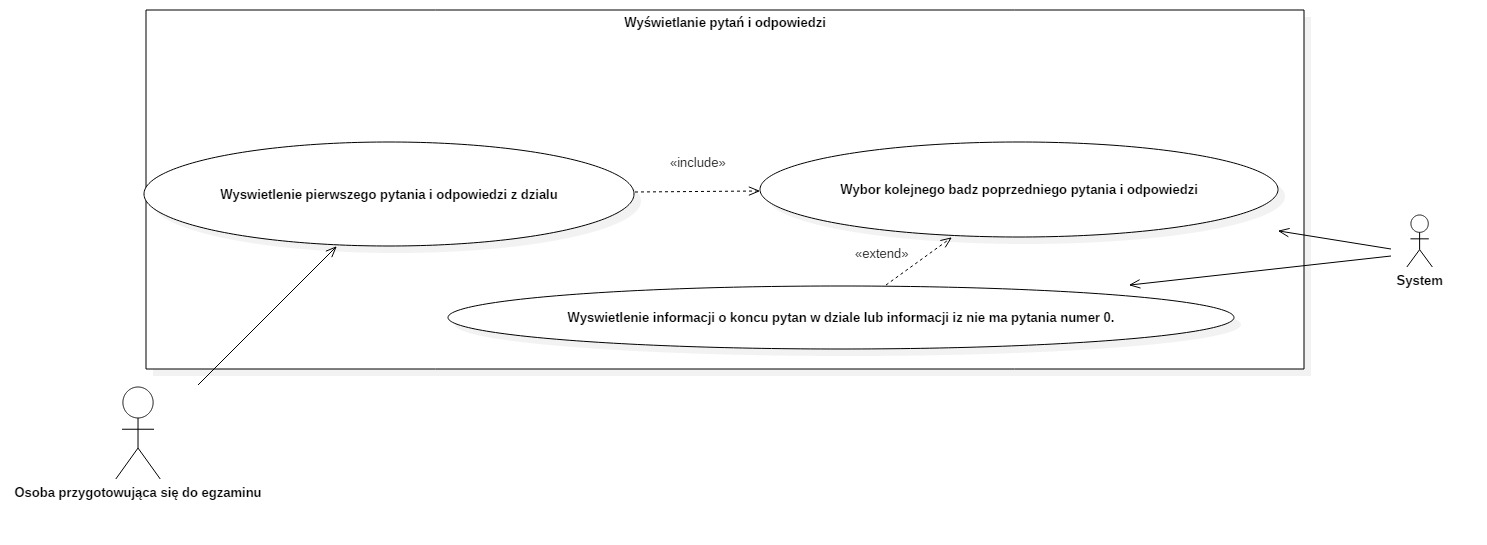 Wyświetlanie pytań i odpowiedzi
«include»
Wyswietlenie pierwszego pytania i odpowiedzi z dzialu
Wybor kolejnego badz poprzedniego pytania i odpowiedzi
«extend»
System
Wyswietlenie informacji o koncu pytan w dziale lub informacji iz nie ma pytania numer 0.
Osoba przygotowująca się do egzaminu